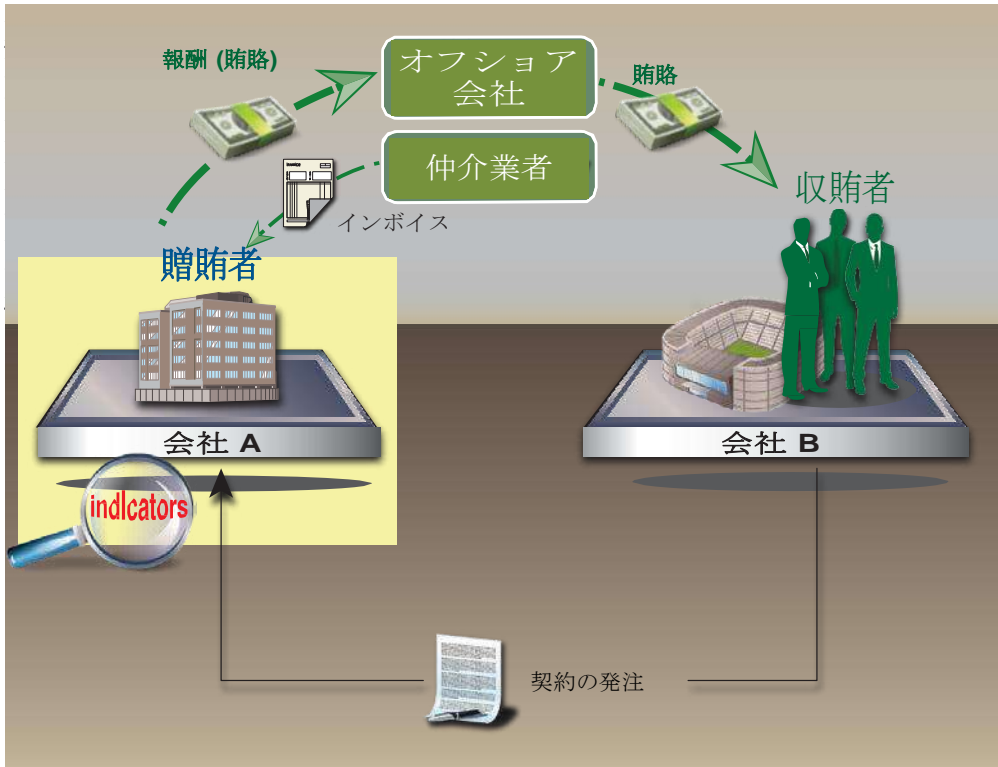 報酬 (賄賂)
オフショア
会社
賄賂
仲介業者
インボイス
収賄者
贈賄者
会社 A
会社 B
indIcators
契約の発注